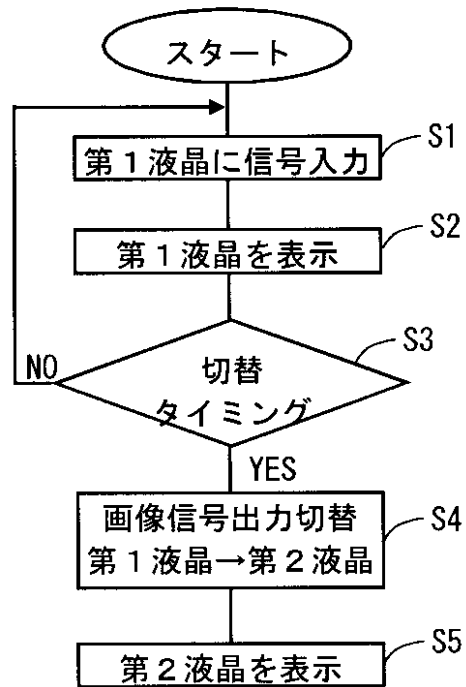 スタート
第1液晶に信号入力
S1
第1液晶を表示
S2
切替
タイミング
S3
NO
YES
画像信号出力切替
第1液晶→第2液晶
S4
第2液晶を表示
S5